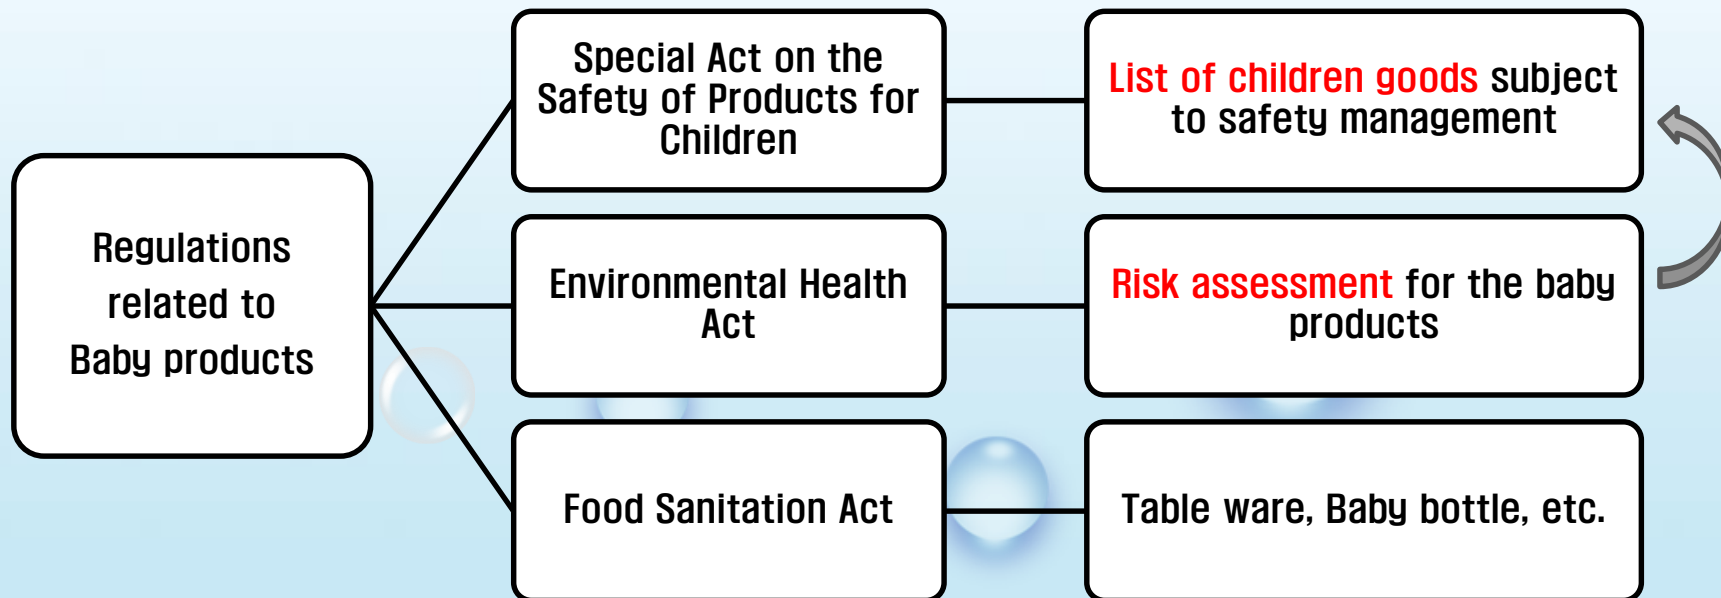 Regulations
related to
Baby products
Special Act on the
Safety of Products for
Children
List of children goods subject
to safety management
Environmental Health
Act
Risk assessment for the baby
products
Food Sanitation Act
Table ware, Baby bottle, etc.